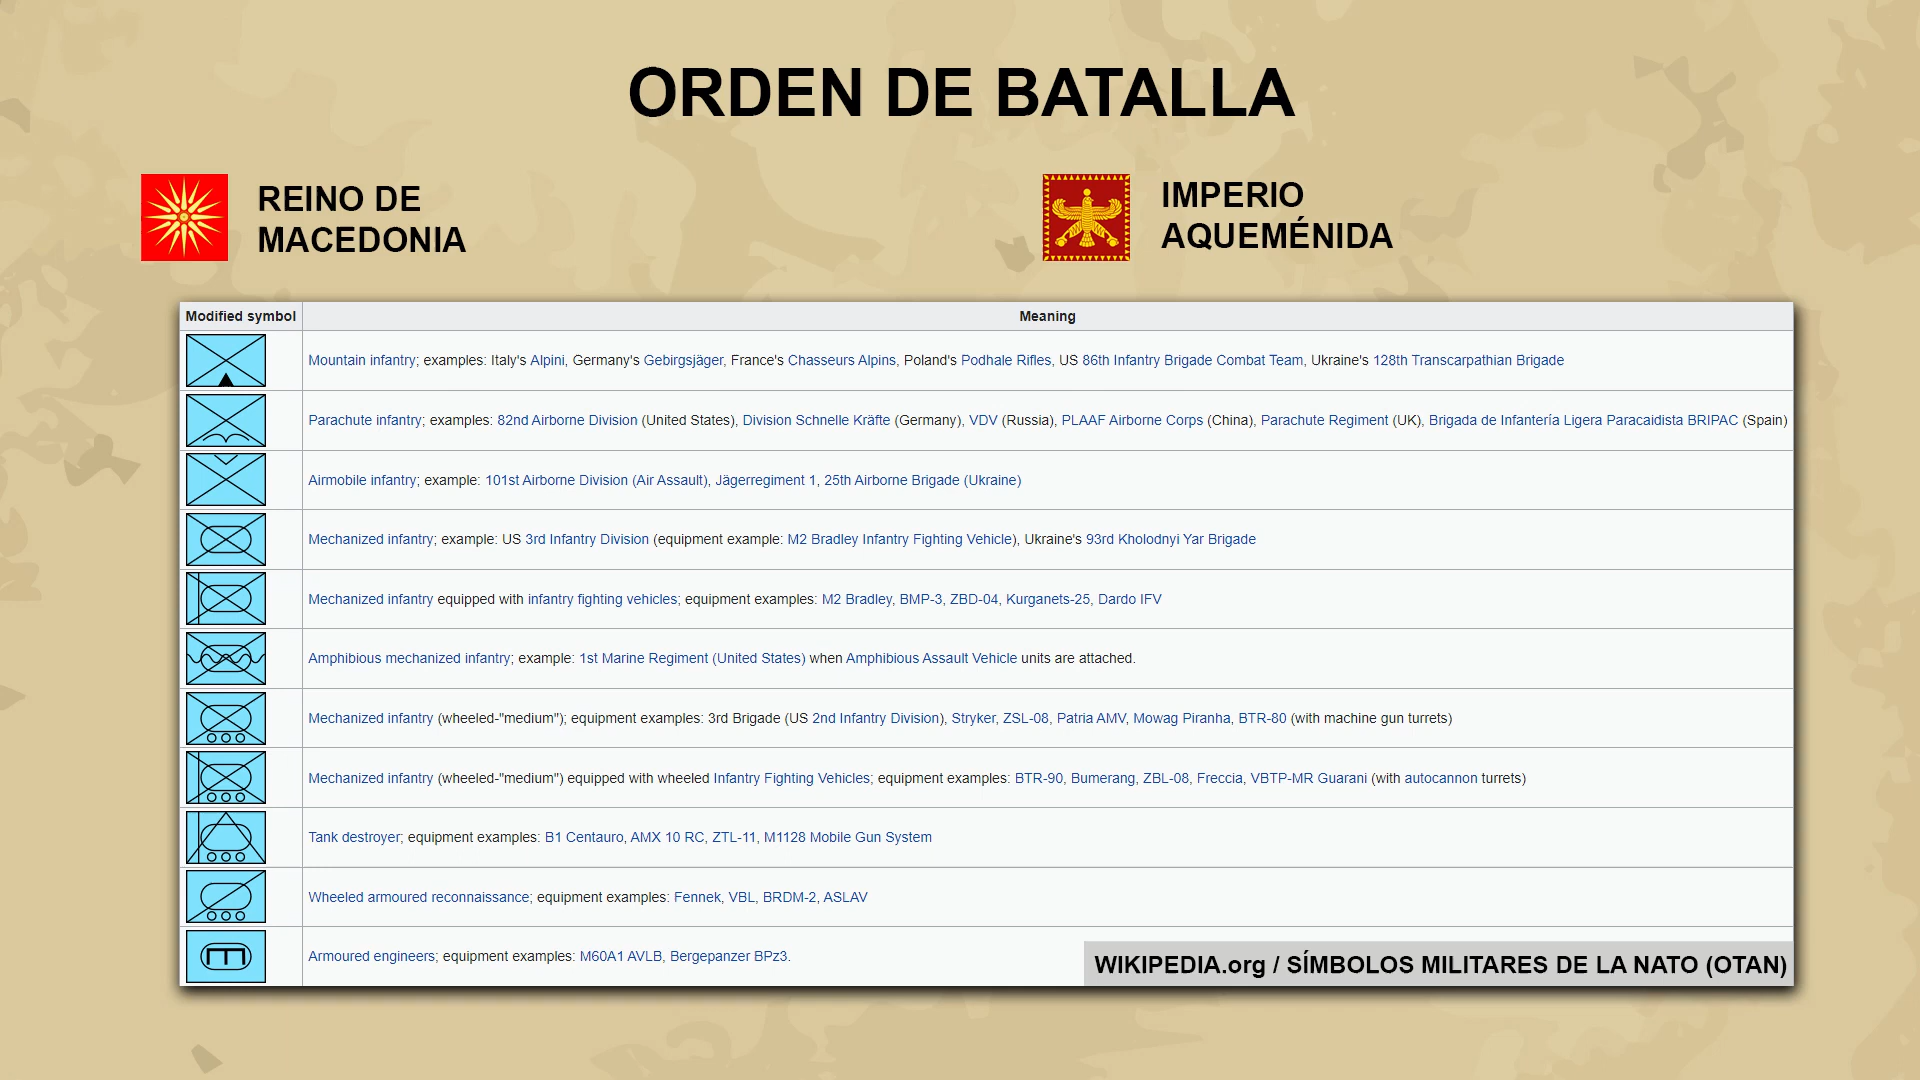 ORDEN DE BATALLA
REINO DE
MACEDONIA
IMPERIO
AQUEMÉNIDA
Modified symbol Meaning
Mountain infantry; examples: Italy's Alpini, Germany's Gebirgsjäger, France's Chasseurs Alpins, Poland's Podhale Rifles, US 86th Infantry Brigade Combat Team, Ukraine's 128th Transcarpathian Brigade
Parachute infantry; examples: 82nd Airborne Division (United States), Division Schnelle Kräfte (Germany), VDV (Russia), PLAAF Airborne Corps (China), Parachute Regiment (UK), Brigada de Infantería Ligera Paracaidista BRIPAC (Spain)
Airmobile infantry; example: 101st Airborne Division (Air Assault), Jägerregiment 1, 25th Airborne Brigade (Ukraine)
Mechanized infantry; example: US 3rd Infantry Division (equipment example: M2 Bradley Infantry Fighting Vehicle), Ukraine's 93rd Kholodnyi Yar Brigade
Mechanized infantry equipped with infantry fighting vehicles; equipment examples: M2 Bradley, BMP-3, ZBD-04, Kurganets-25, Dardo IFV
Amphibious mechanized infantry; example: 1st Marine Regiment (United States) when Amphibious Assault Vehicle units are attached.
Mechanized infantry (wheeled-"medium"); equipment examples: 3rd Brigade (US 2nd Infantry Division), Stryker, ZSL-08, Patria AMV, Mowag Piranha, BTR-80 (with machine gun turrets)
Mechanized infantry (wheeled-"medium") equipped with wheeled Infantry Fighting Vehicles; equipment examples: BTR-90, Bumerang, ZBL-08, Freccia, VBTP-MR Guarani (with autocannon turrets)
Tank destroyer; equipment examples: B1 Centauro, AMX 10 RC, ZTL-11, M1128 Mobile Gun System
Wheeled armoured reconnaissance; equipment examples: Fennek, VBL, BRDM-2, ASLAV
Armoured engineers; equipment examples: M60A1 AVLB, Bergepanzer BPz3.
WIKIPEDIA.org / SÍMBOLOS MILITARES DE LA NATO (OTAN)